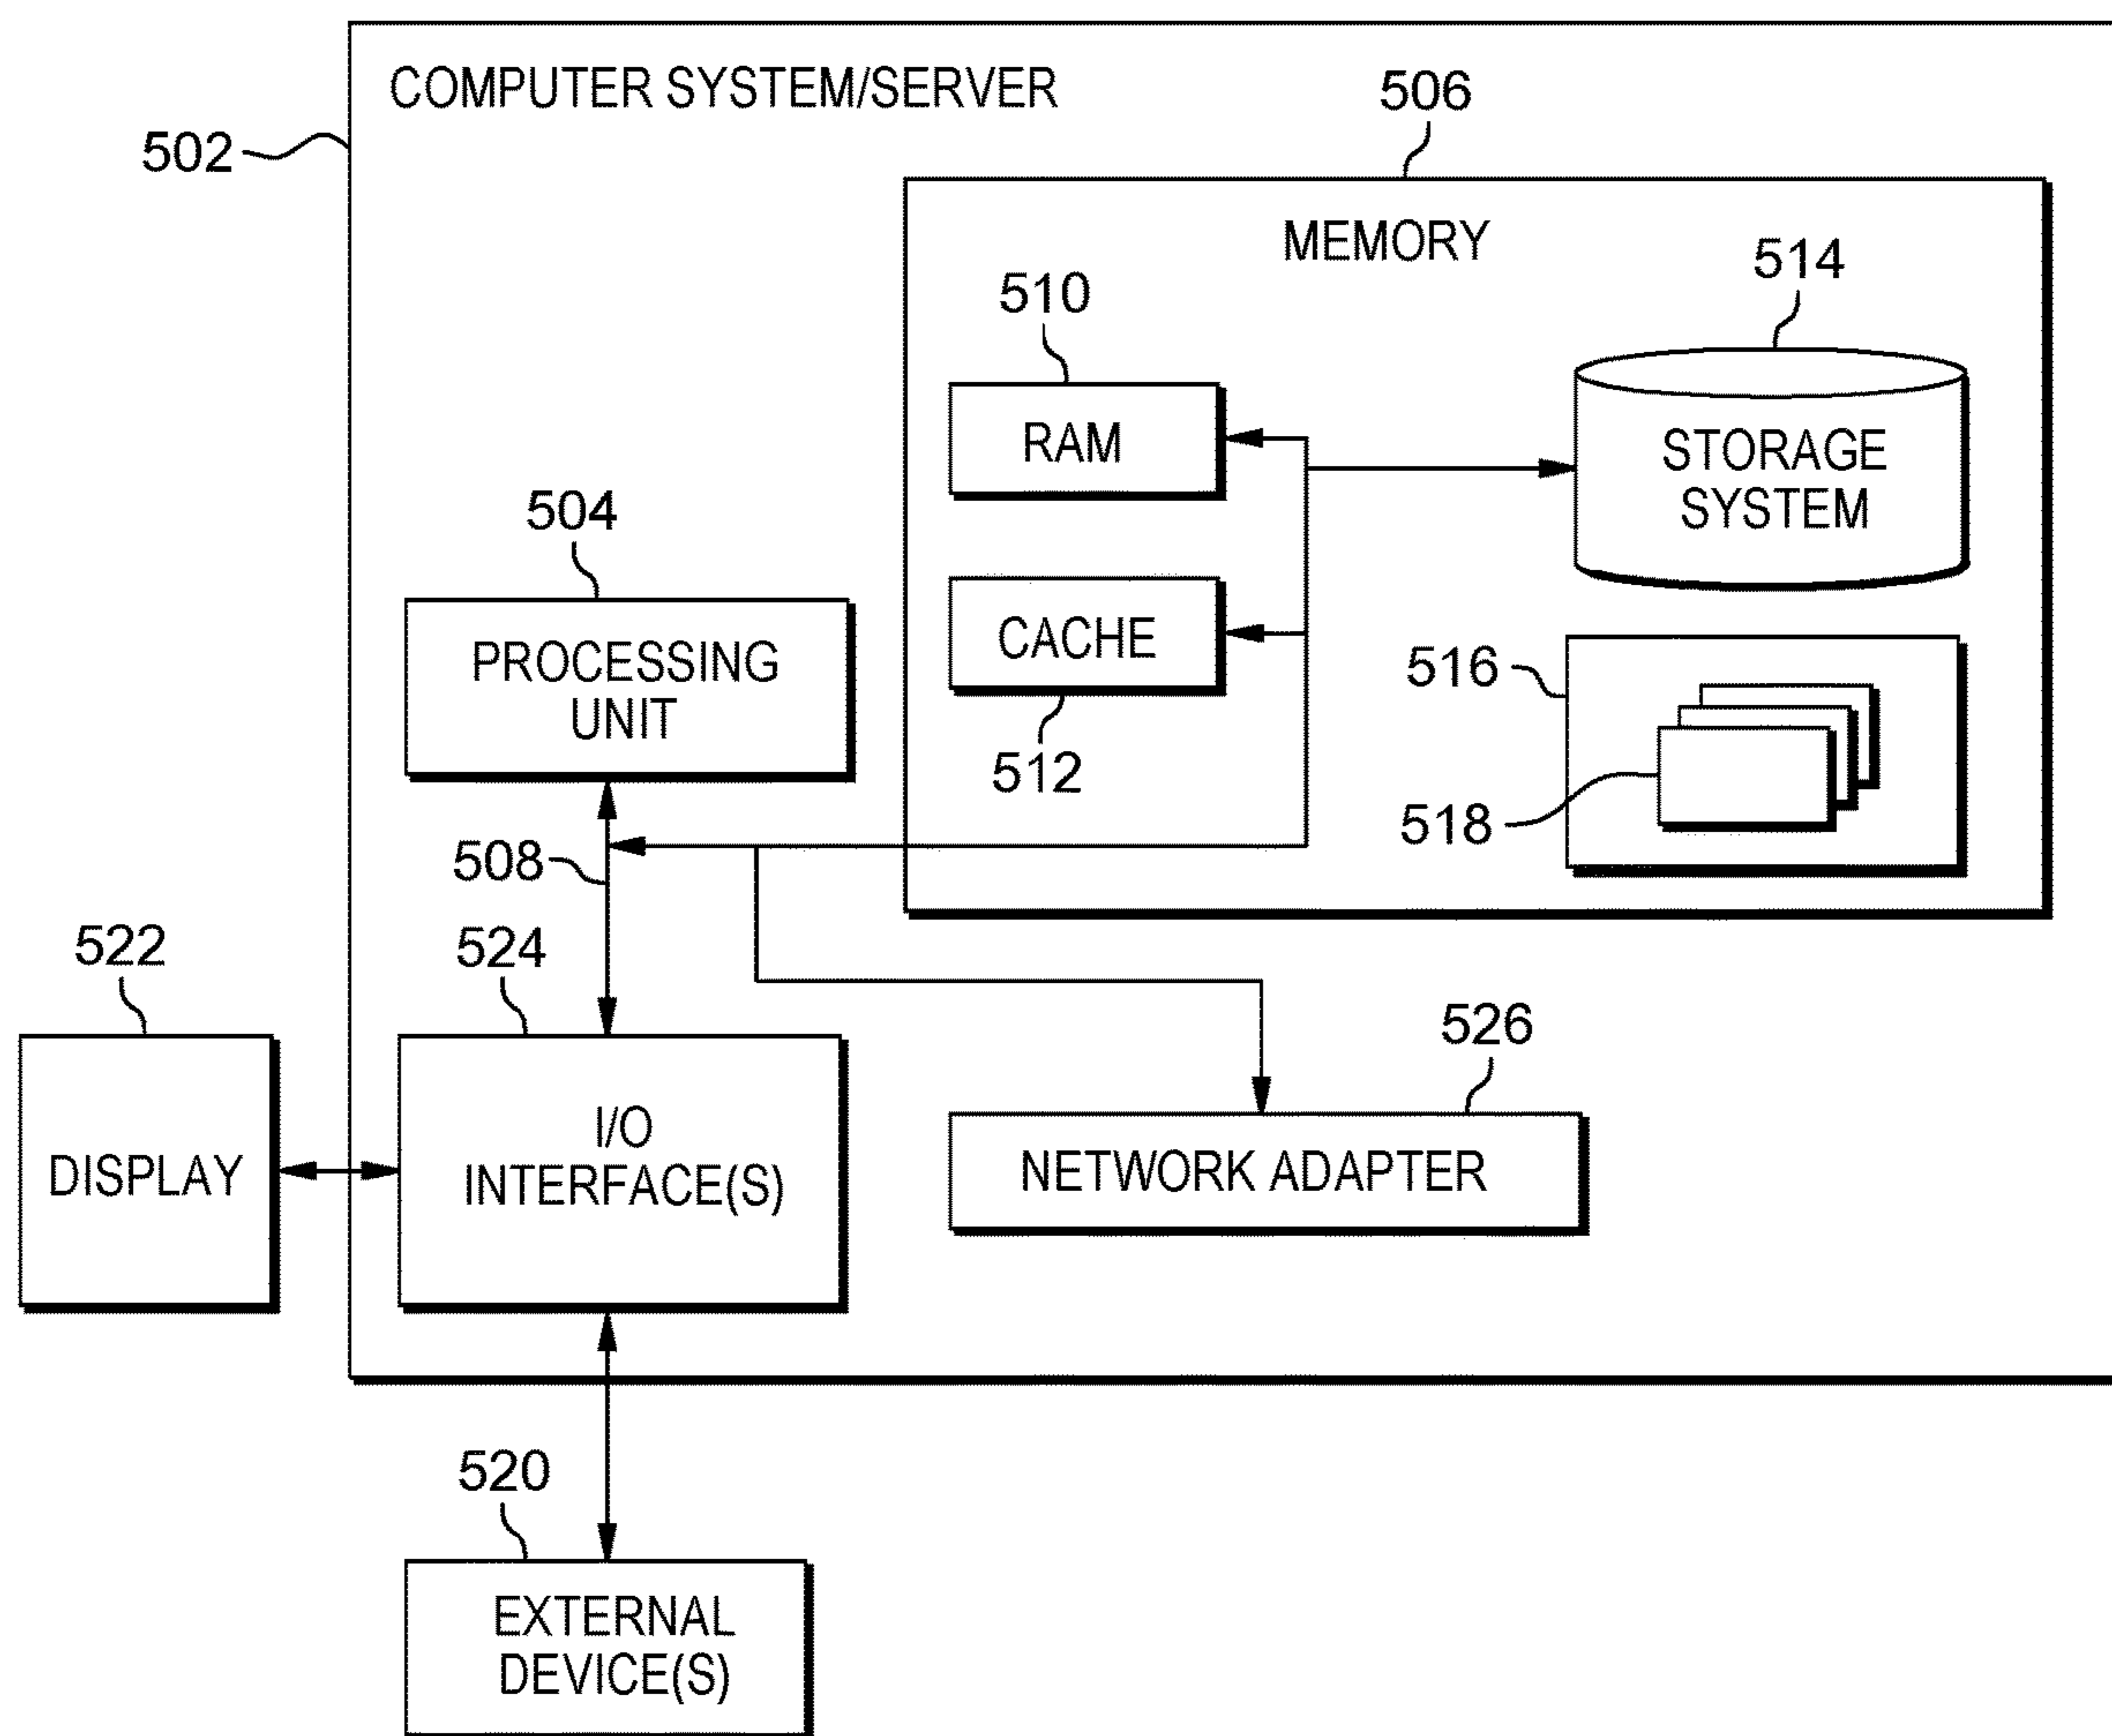 COMPUTER SYSTEM/SERVER
502
506
MEMORY
510
514
RAM
STORAGE
SYSTEM
504
PROCESSING
UNIT
CACHE
512
516
518
508
522
524
526
DISPLAY
I/O
INTERFACE(S)
NETWORK ADAPTER
520
EXTERNAL
DEVICE(S)